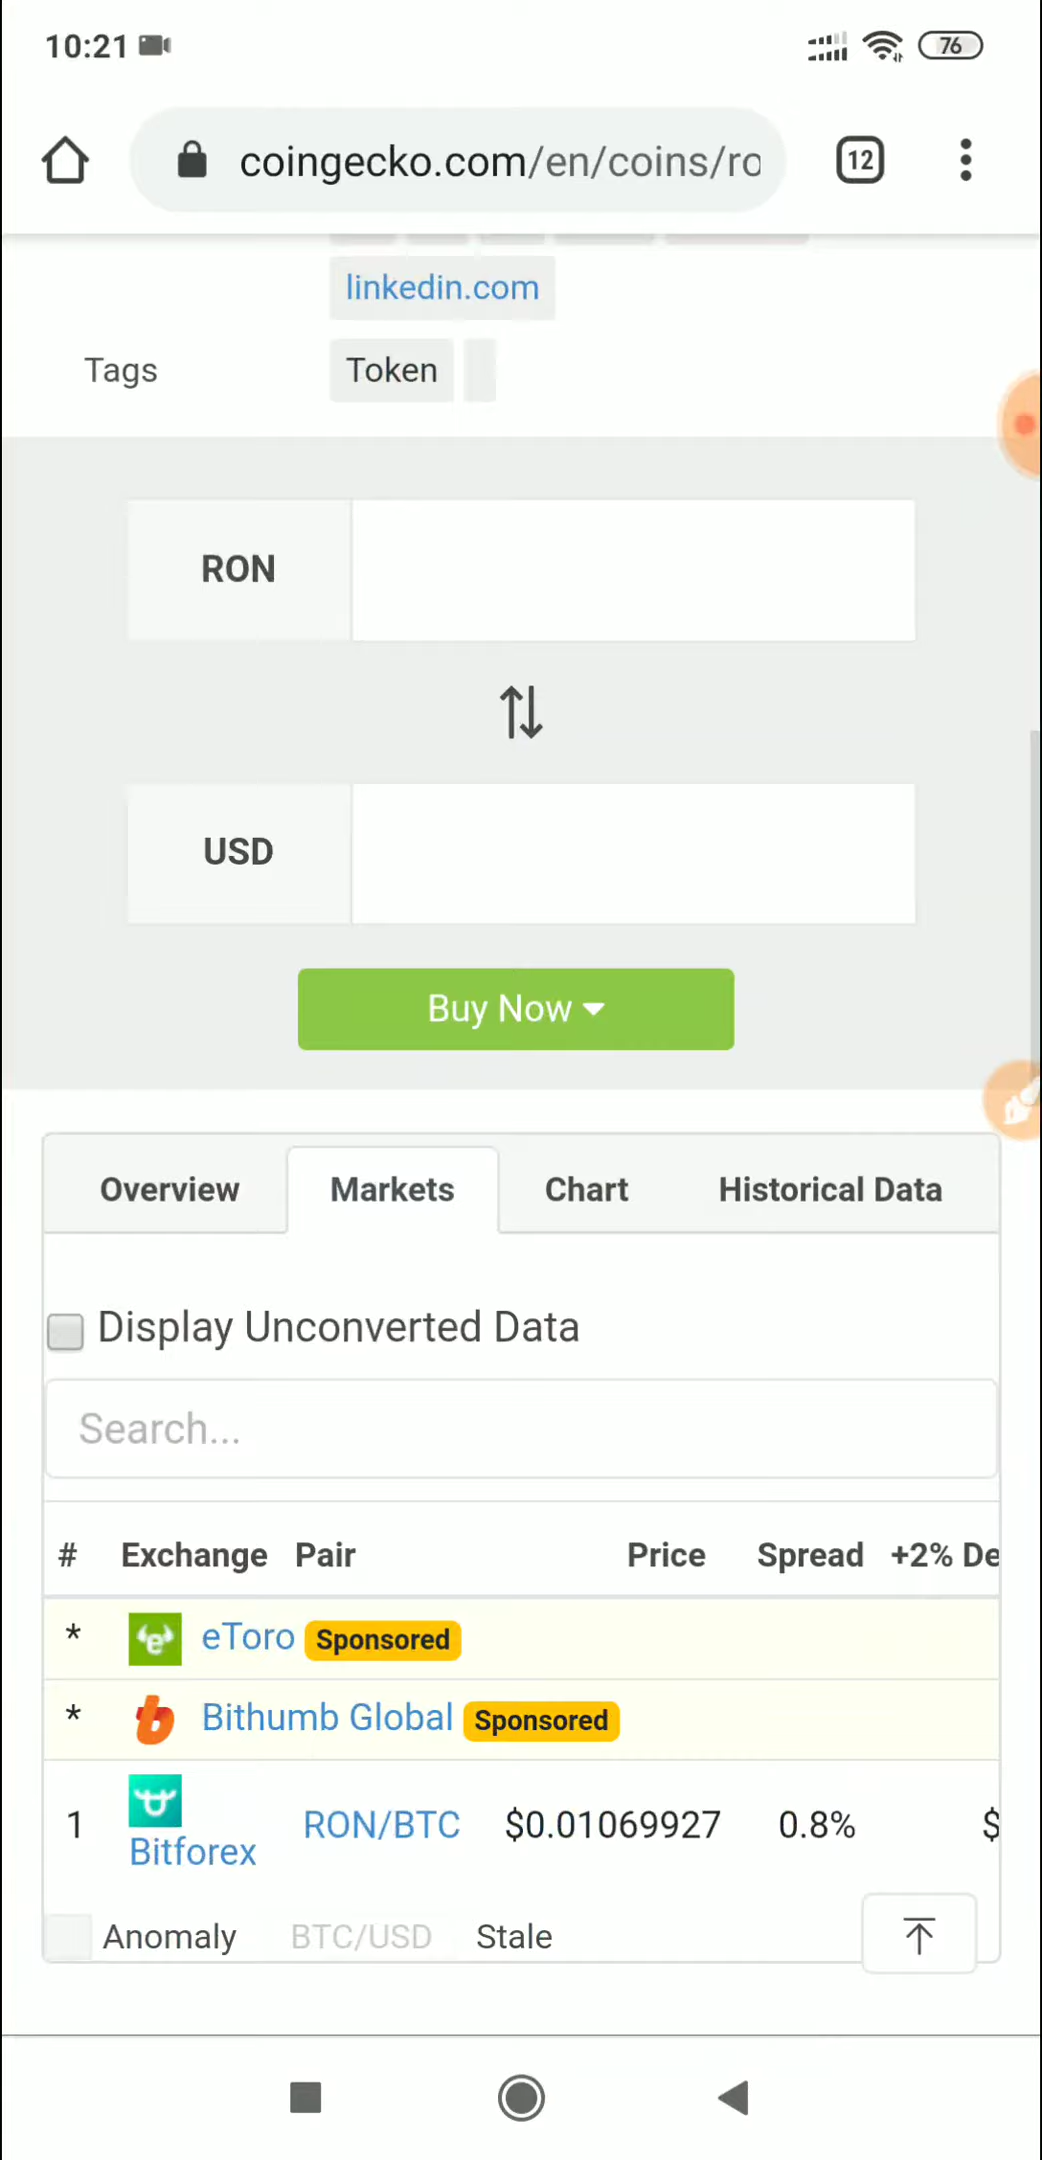 10:21
76
coingecko.com/en/coins/ro
12
linkedin.com
Tags Token
RON
USD
Buy Now
Overview Markets Chart Historical Data
Display Unconverted Data
Search...
# Exchange Pair Price Spread +2% De
* eToro Sponsored
* Bithumb Global Sponsored
1 Bitforex RON/BTC $0.01069927 0.8% $
Anomaly BTC/USD Stale